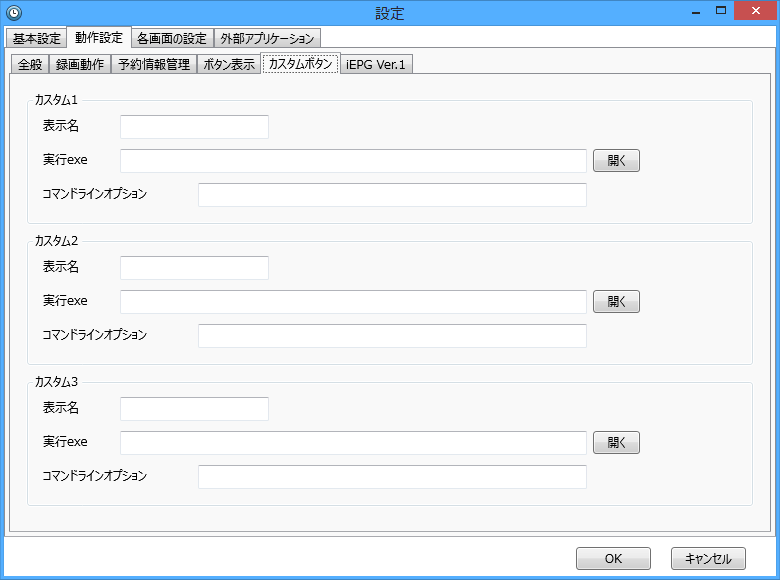 設定
基本設定 動作設定 各画面の設定 外部アプリケーション
全般 録画動作 予約情報管理 ボタン表示 カスタムボタン iEPG Ver.1
カスタム1
表示名
実行exe 開く
コマンドラインオプション
カスタム2
表示名
実行exe 開く
コマンドラインオプション
カスタム3
表示名
実行exe 開く
コマンドラインオプション
OK キャンセル